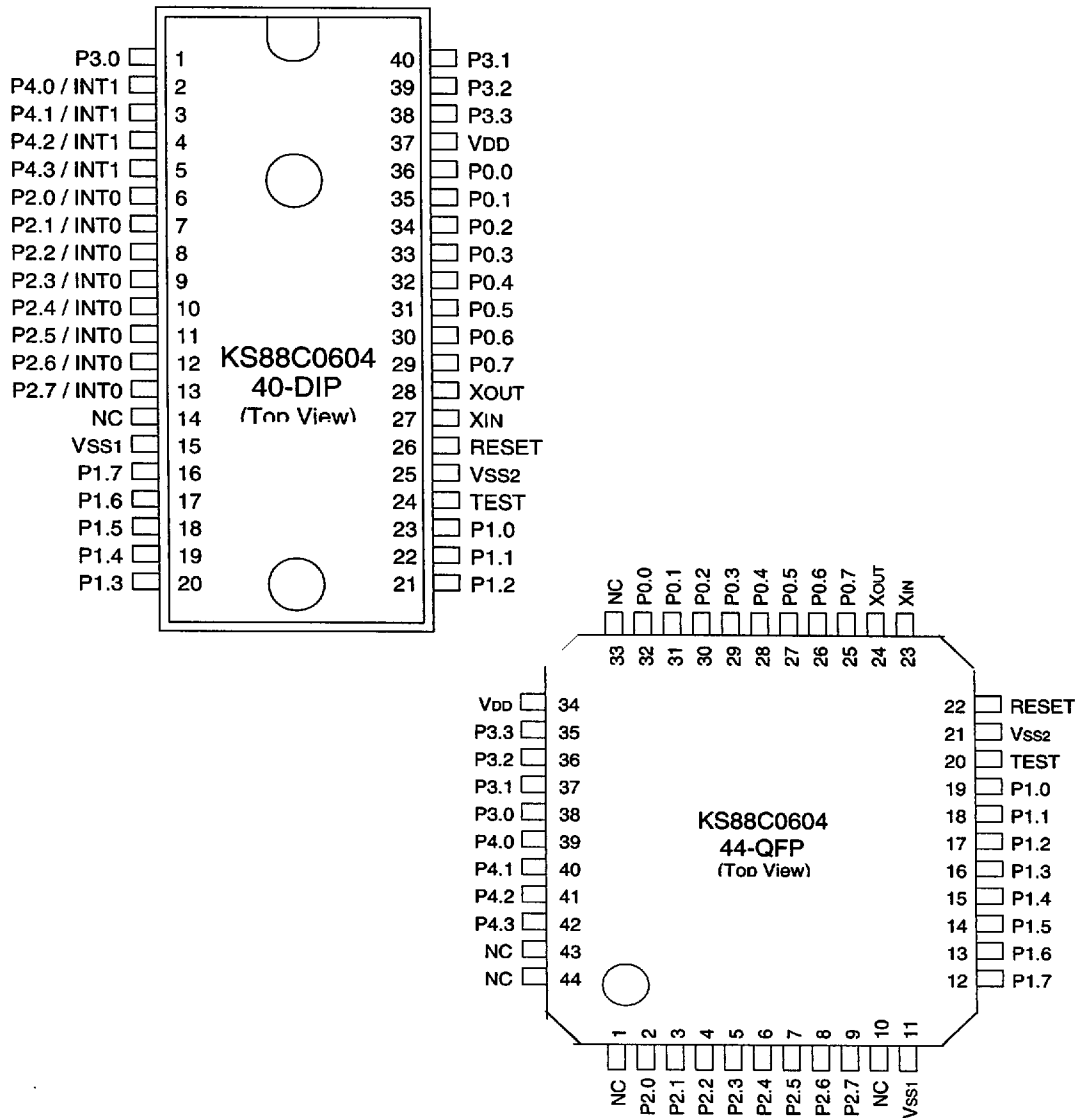 P3.0 1 40 P3.1
P4.0 / INT1 2 39 P3.2
P4.1 / INT1 3 38 P3.3
P4.2 / INT1 4 37 VDD
P4.3 / INT1 5 36 P0.0
P2.0 / INT0 6 35 P0.1
P2.1 / INT0 7 34 P0.2
P2.2 / INT0 8 33 P0.3
P2.3 / INT0 9 32 P0.4
P2.4 / INT0 10 31 P0.5
P2.5 / INT0 11 30 P0.6
P2.6 / INT0 12 29 P0.7
P2.7 / INT0 13 28 XOUT
NC 14 27 XIN
VSS1 15 26 RESET
P1.7 16 25 VSS2
P1.6 17 24 TEST
P1.5 18 23 P1.0
P1.4 19 22 P1.1
P1.3 20 21 P1.2
KS88C0604
40-DIP
(Top View)
NC P0.0 P0.1 P0.2 P0.3 P0.4 P0.5 P0.6 P0.7 XOUT XIN
33 32 31 30 29 28 27 26 25 24 23
VDD 34 22 RESET
P3.3 35 21 VSS2
P3.2 36 20 TEST
P3.1 37 19 P1.0
P3.0 38 18 P1.1
P4.0 39 17 P1.2
P4.1 40 16 P1.3
P4.2 41 15 P1.4
P4.3 42 14 P1.5
NC 43 13 P1.6
NC 44 12 P1.7
KS88C0604
44-QFP
(Top View)
1 2 3 4 5 6 7 8 9 10 11
NC P2.0 P2.1 P2.2 P2.3 P2.4 P2.5 P2.6 P2.7 NC VSS1